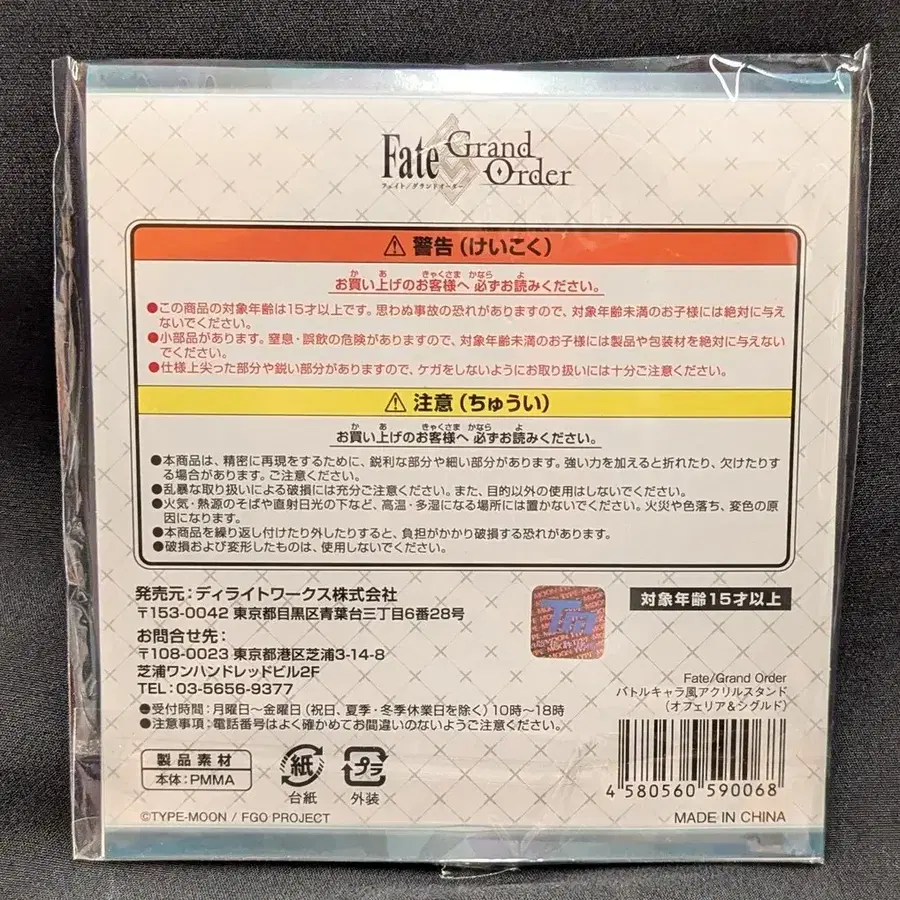 Fate Grand Order
フェイト/グランドオーダー
⚠ 警告(けいこく)
お買い上げのお客様へ 必ずお読みください。
●この商品の対象年齢は15才以上です。思わぬ事故の恐れがありますので、対象年齢未満のお子様には絶対に与え
ないでください。
●小部品があります。窒息・誤飲の危険がありますので、対象年齢未満のお子様には製品や包装材を絶対に与えない
でください。
●仕様上尖った部分や鋭い部分がありますので、ケガをしないようにお取り扱いには十分ご注意ください。
⚠ 注意(ちゅうい)
お買い上げのお客様へ 必ずお読みください。
●本商品は、精密に再現をするために、鋭利な部分や細い部分があります。強い力を加えると折れたり、欠けたりす
る場合があります。ご注意ください。
●乱暴な取り扱いによる破損には充分ご注意ください。また、目的以外の使用はしないでください。
●火気・熱源のそばや直射日光の下など、高温・多湿になる場所には置かないでください。火災や色落ち、変色の原
因になります。
●本商品を繰り返し付けたり外したりすると、負担がかかり破損する恐れがあります。
●破損および変形したものは、使用しないでください。
発売元:ディライトワークス株式会社
〒153-0042 東京都目黒区青葉台三丁目6番28号
お問合せ先:
〒108-0023 東京都港区芝浦3-14-8
芝浦ワンハンドレッドビル2F
TEL:03-5656-9377
●受付時間:月曜日~金曜日(祝日、夏季・冬季休業日を除く)10時~18時
●注意事項:電話番号はよく確かめてお間違いのないようご注意ください。
対象年齢15才以上
Fate/Grand Order
バトルキャラ風アクリルスタンド
(オフェリア&シグルド)
4 580560 590068
製品素材
本体:PMMA
紙
台紙
プラ
外装
©TYPE-MOON / FGO PROJECT
MADE IN CHINA